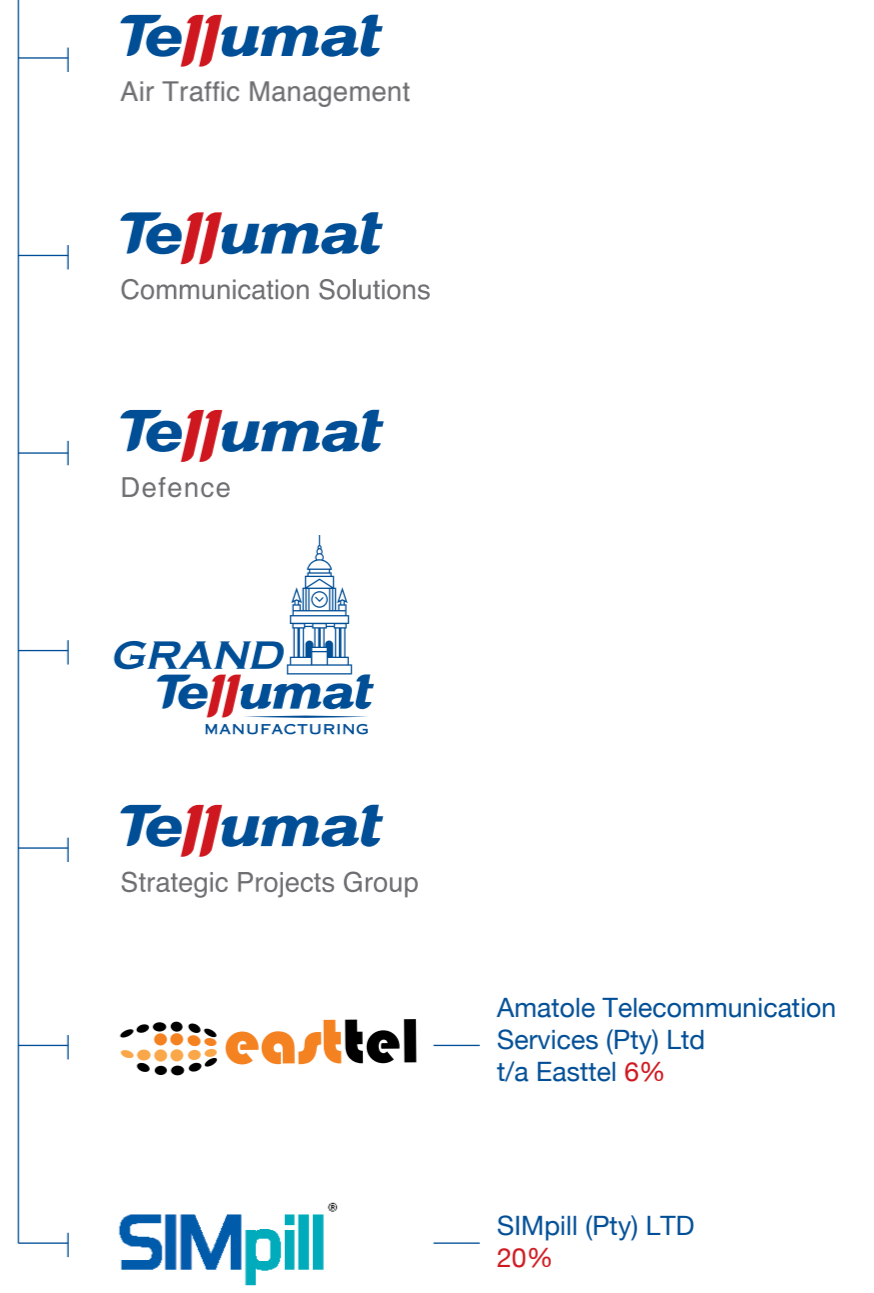 Tellumat
Air Traffic Management
Tellumat
Communication Solutions
Tellumat
Defence
GRAND
Tellumat
MANUFACTURING
Tellumat
Strategic Projects Group
easttel
Amatole Telecommunication
Services (Pty) Ltd
t/a Easttel 6%
SIMpill®
SIMpill (Pty) LTD
20%